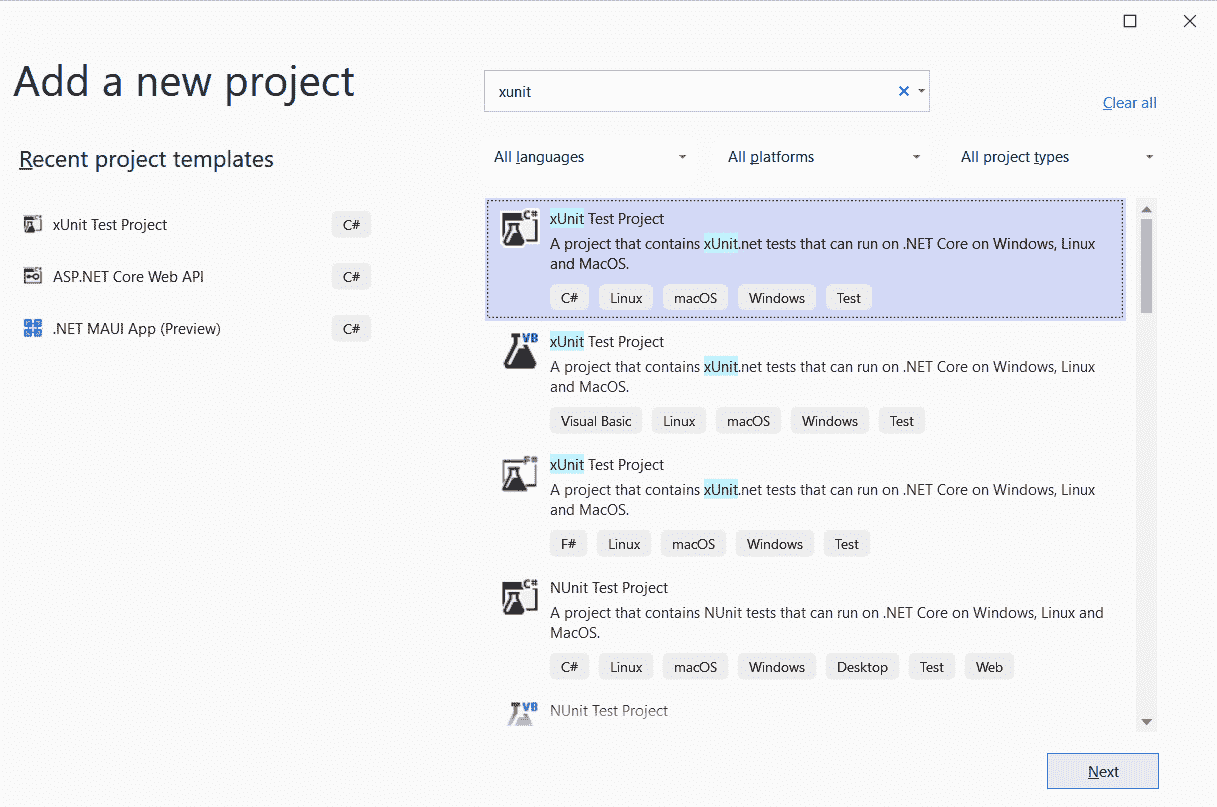 Add a new project
xunit
Clear all
Recent project templates
All languages
All platforms
All project types
xUnit Test Project
C#
ASP.NET Core Web API
C#
.NET MAUI App (Preview)
C#
C#
xUnit Test Project
A project that contains xUnit.net tests that can run on .NET Core on Windows, Linux
and MacOS.
C#
Linux
macOS
Windows
Test
VB
xUnit Test Project
A project that contains xUnit.net tests that can run on .NET Core on Windows, Linux
and MacOS.
Visual Basic
Linux
macOS
Windows
Test
F#
xUnit Test Project
A project that contains xUnit.net tests that can run on .NET Core on Windows, Linux
and MacOS.
F#
Linux
macOS
Windows
Test
C#
NUnit Test Project
A project that contains NUnit tests that can run on .NET Core on Windows, Linux and
MacOS.
C#
Linux
macOS
Windows
Desktop
Test
Web
VB
NUnit Test Project
Next